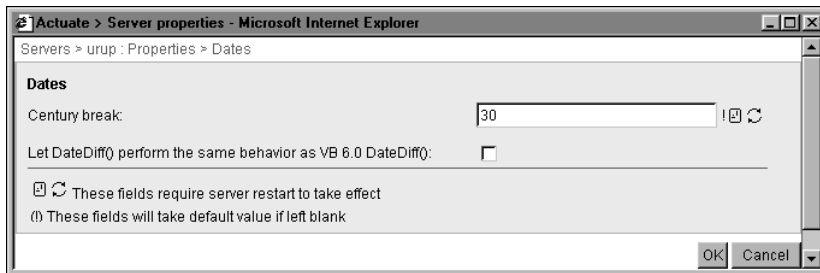 Actuate > Server properties - Microsoft Internet Explorer
Servers > urup : Properties > Dates
Dates
Century break: 30 !
Let DateDiff() perform the same behavior as VB 6.0 DateDiff():
These fields require server restart to take effect
(!) These fields will take default value if left blank
OK Cancel